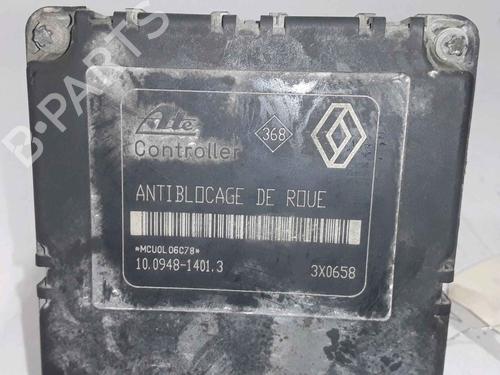 Ate
Controller
368
ANTIBLOCAGE DE ROUE
*MCUOL06C78*
10.0948-1401.3
3X0658
B-PARTS